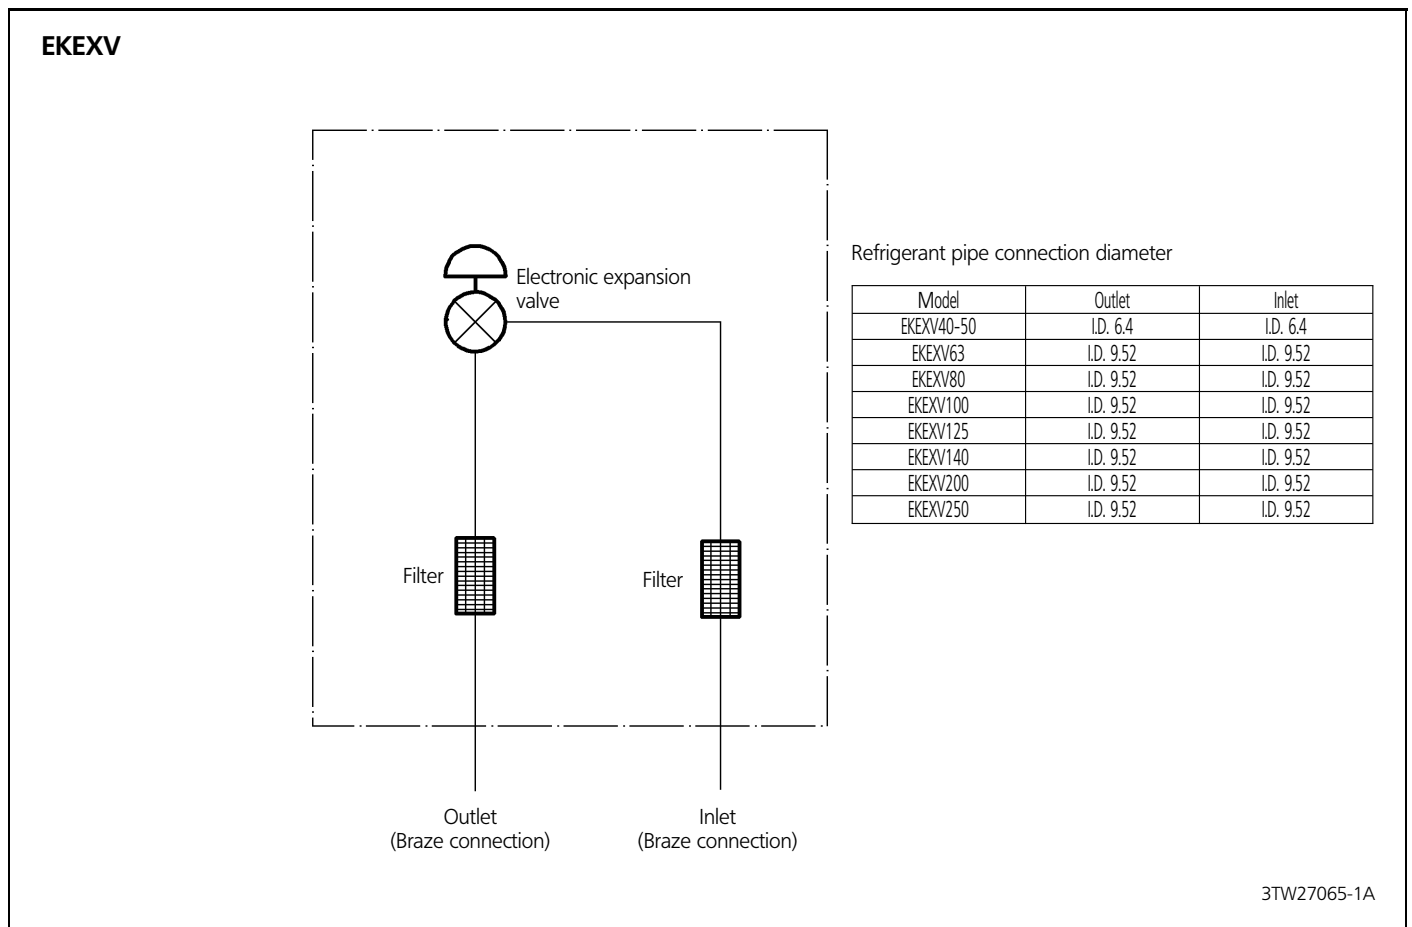 EKEXV
Electronic expansion
valve
Filter
Filter
Outlet
(Braze connection)
Inlet
(Braze connection)
Refrigerant pipe connection diameter
Model Outlet Inlet
EKEXV40-50 I.D. 6.4 I.D. 6.4
EKEXV63 I.D. 9.52 I.D. 9.52
EKEXV80 I.D. 9.52 I.D. 9.52
EKEXV100 I.D. 9.52 I.D. 9.52
EKEXV125 I.D. 9.52 I.D. 9.52
EKEXV140 I.D. 9.52 I.D. 9.52
EKEXV200 I.D. 9.52 I.D. 9.52
EKEXV250 I.D. 9.52 I.D. 9.52
3TW27065-1A